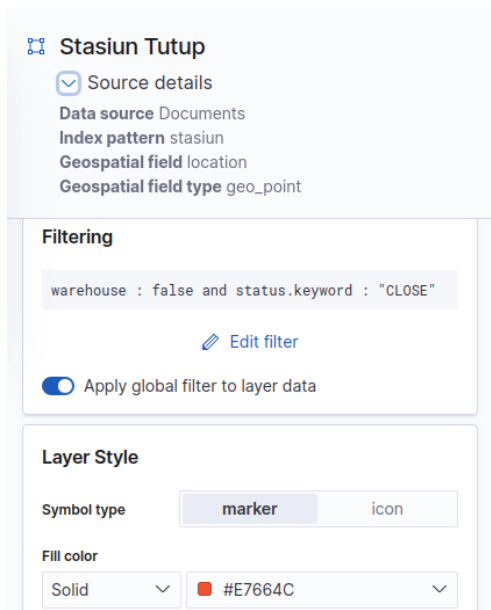 Stasiun Tutup
Source details
Data source Documents
Index pattern stasiun
Geospatial field location
Geospatial field type geo_point
Filtering
warehouse : false and status.keyword : "CLOSE"
Edit filter
Apply global filter to layer data
Layer Style
Symbol type marker icon
Fill color
Solid #E7664C